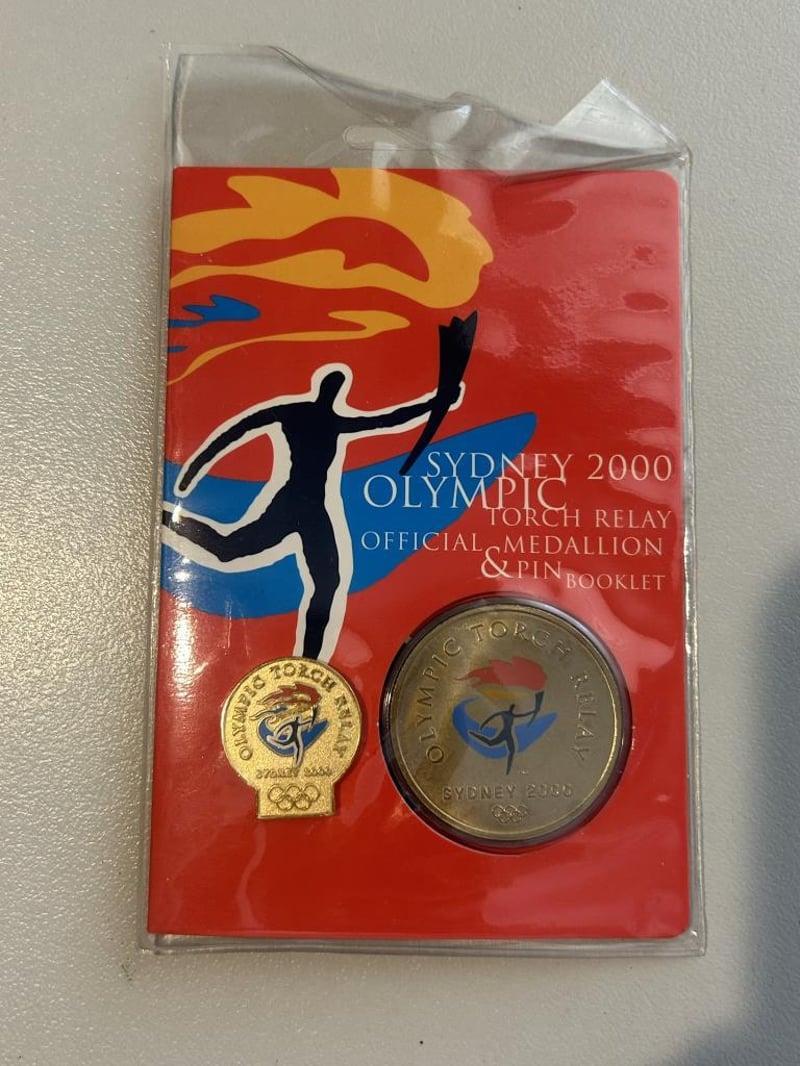 SYDNEY 2000
OLYMPIC
TORCH RELAY
OFFICIAL MEDALLION
& PIN BOOKLET
OLYMPIC TORCH RELAY
SYDNEY 2000
OLYMPIC TORCH RELAY
SYDNEY 2000